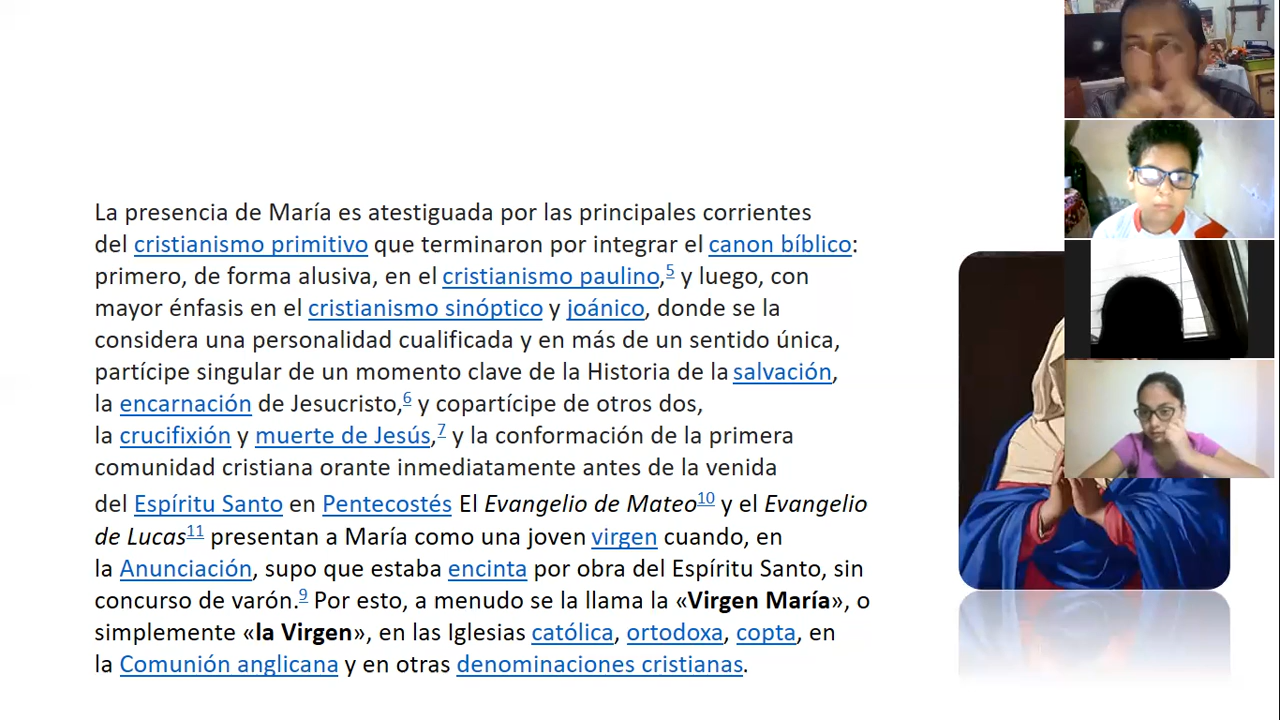 La presencia de María es atestiguada por las principales corrientes
del cristianismo primitivo que terminaron por integrar el canon bíblico:
primero, de forma alusiva, en el cristianismo paulino,5 y luego, con
mayor énfasis en el cristianismo sinóptico y joánico, donde se la
considera una personalidad cualificada y en más de un sentido única,
partícipe singular de un momento clave de la Historia de la salvación,
la encarnación de Jesucristo,6 y copartícipe de otros dos,
la crucifixión y muerte de Jesús,7 y la conformación de la primera
comunidad cristiana orante inmediatamente antes de la venida
del Espíritu Santo en Pentecostés El Evangelio de Mateo10 y el Evangelio
de Lucas11 presentan a María como una joven virgen cuando, en
la Anunciación, supo que estaba encinta por obra del Espíritu Santo, sin
concurso de varón.9 Por esto, a menudo se la llama la «Virgen María», o
simplemente «la Virgen», en las Iglesias católica, ortodoxa, copta, en
la Comunión anglicana y en otras denominaciones cristianas.